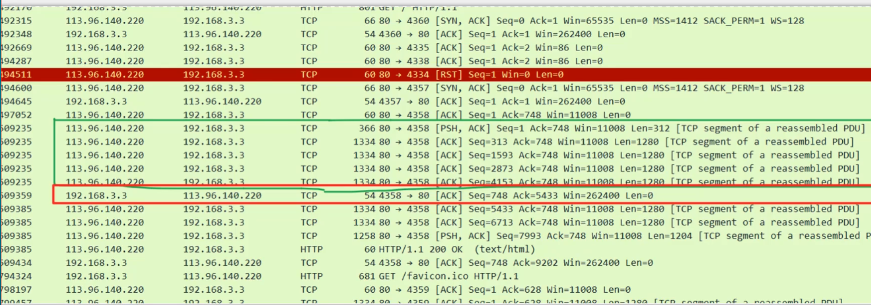 492170 192.168.3.3 113.96.140.220 HTTP 801 GET / HTTP/1.1
492315 113.96.140.220 192.168.3.3 TCP 66 80 → 4360 [SYN, ACK] Seq=0 Ack=1 Win=65535 Len=0 MSS=1412 SACK_PERM=1 WS=128
492348 192.168.3.3 113.96.140.220 TCP 54 4360 → 80 [ACK] Seq=1 Ack=1 Win=262400 Len=0
492669 113.96.140.220 192.168.3.3 TCP 60 80 → 4335 [ACK] Seq=1 Ack=2 Win=86 Len=0
494287 113.96.140.220 192.168.3.3 TCP 60 80 → 4338 [ACK] Seq=1 Ack=2 Win=86 Len=0
494511 113.96.140.220 192.168.3.3 TCP 60 80 → 4334 [RST] Seq=1 Win=0 Len=0
494600 113.96.140.220 192.168.3.3 TCP 66 80 → 4357 [SYN, ACK] Seq=0 Ack=1 Win=65535 Len=0 MSS=1412 SACK_PERM=1 WS=128
494645 192.168.3.3 113.96.140.220 TCP 54 4357 → 80 [ACK] Seq=1 Ack=1 Win=262400 Len=0
497052 113.96.140.220 192.168.3.3 TCP 60 80 → 4358 [ACK] Seq=1 Ack=748 Win=11008 Len=0
509235 113.96.140.220 192.168.3.3 TCP 366 80 → 4358 [PSH, ACK] Seq=1 Ack=748 Win=11008 Len=312 [TCP segment of a reassembled PDU]
509235 113.96.140.220 192.168.3.3 TCP 1334 80 → 4358 [ACK] Seq=313 Ack=748 Win=11008 Len=1280 [TCP segment of a reassembled PDU]
509235 113.96.140.220 192.168.3.3 TCP 1334 80 → 4358 [ACK] Seq=1593 Ack=748 Win=11008 Len=1280 [TCP segment of a reassembled PDU]
509235 113.96.140.220 192.168.3.3 TCP 1334 80 → 4358 [ACK] Seq=2873 Ack=748 Win=11008 Len=1280 [TCP segment of a reassembled PDU]
509235 113.96.140.220 192.168.3.3 TCP 1334 80 → 4358 [ACK] Seq=4153 Ack=748 Win=11008 Len=1280 [TCP segment of a reassembled PDU]
509359 192.168.3.3 113.96.140.220 TCP 54 4358 → 80 [ACK] Seq=748 Ack=5433 Win=262400 Len=0
509385 113.96.140.220 192.168.3.3 TCP 1334 80 → 4358 [ACK] Seq=5433 Ack=748 Win=11008 Len=1280 [TCP segment of a reassembled PDU]
509385 113.96.140.220 192.168.3.3 TCP 1334 80 → 4358 [ACK] Seq=6713 Ack=748 Win=11008 Len=1280 [TCP segment of a reassembled PDU]
509385 113.96.140.220 192.168.3.3 TCP 1258 80 → 4358 [PSH, ACK] Seq=7993 Ack=748 Win=11008 Len=1204 [TCP segment of a reassembled P
509385 113.96.140.220 192.168.3.3 HTTP 60 HTTP/1.1 200 OK (text/html)
509434 192.168.3.3 113.96.140.220 TCP 54 4358 → 80 [ACK] Seq=748 Ack=9202 Win=262400 Len=0
794324 192.168.3.3 113.96.140.220 HTTP 681 GET /favicon.ico HTTP/1.1
798197 113.96.140.220 192.168.3.3 TCP 60 80 → 4359 [ACK] Seq=1 Ack=628 Win=11008 Len=0
799457 113.96.140.220 192.168.3.3 TCP 1334 80 → 4359 [ACK] Seq=1 Ack=628 Win=11008 Len=1280 [TCP segment of a reassembled PDU]